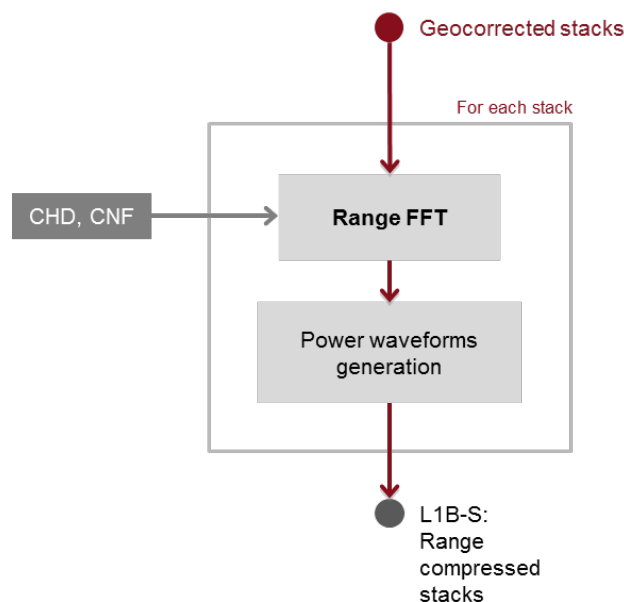 Geocorrected stacks
For each stack
CHD, CNF
Range FFT
Power waveforms
generation
L1B-S:
Range
compressed
stacks